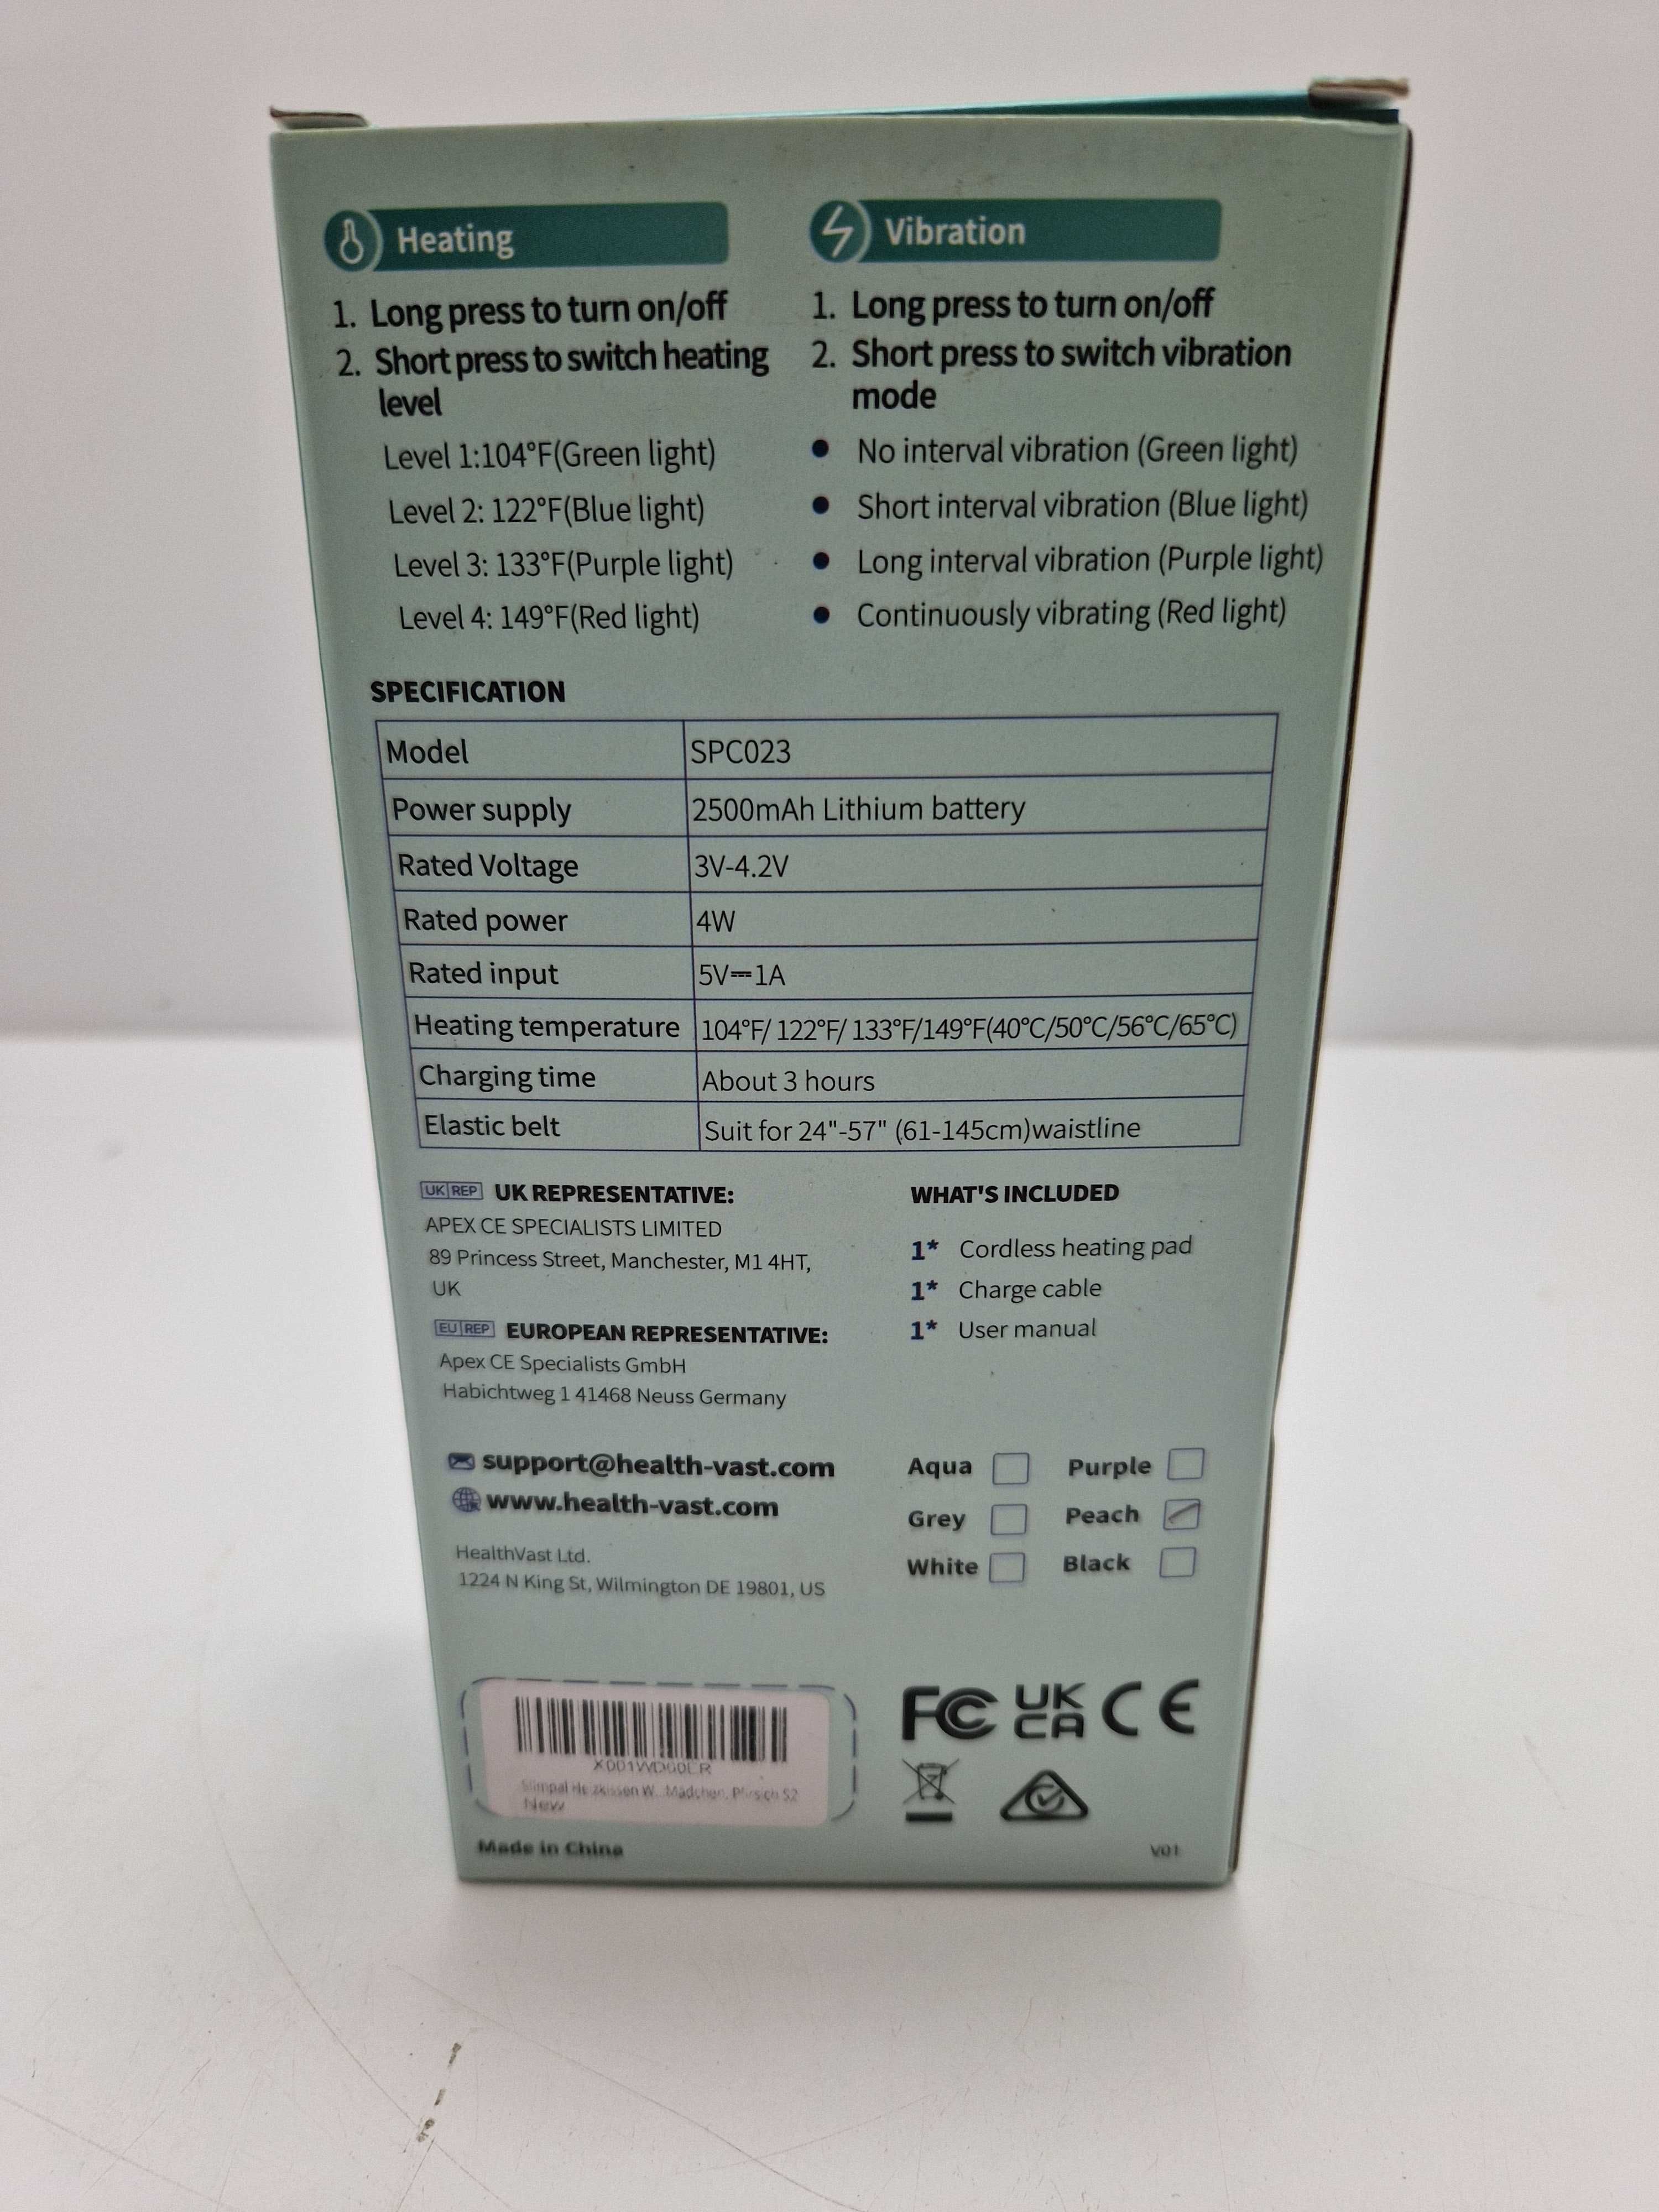 Heating
1. Long press to turn on/off
2. Short press to switch heating
level
Level 1:104°F(Green light)
Level 2: 122°F(Blue light)
Level 3: 133°F(Purple light)
Level 4: 149°F(Red light)
Vibration
1. Long press to turn on/off
2. Short press to switch vibration
mode
• No interval vibration (Green light)
• Short interval vibration (Blue light)
• Long interval vibration (Purple light)
• Continuously vibrating (Red light)
SPECIFICATION
Model SPC023
Power supply 2500mAh Lithium battery
Rated Voltage 3V-4.2V
Rated power 4W
Rated input 5V⎓1A
Heating temperature 104°F/ 122°F/ 133°F/149°F(40°C/50°C/56°C/65°C)
Charging time About 3 hours
Elastic belt Suit for 24"-57" (61-145cm)waistline
UK REP UK REPRESENTATIVE:
APEX CE SPECIALISTS LIMITED
89 Princess Street, Manchester, M1 4HT,
UK
EU REP EUROPEAN REPRESENTATIVE:
Apex CE Specialists GmbH
Habichtweg 1 41468 Neuss Germany
WHAT'S INCLUDED
1* Cordless heating pad
1* Charge cable
1* User manual
support@health-vast.com
www.health-vast.com
HealthVast Ltd.
1224 N King St, Wilmington DE 19801, US
Aqua Purple
Grey Peach
White Black
FC UK CA CE
New
Made in China
V01